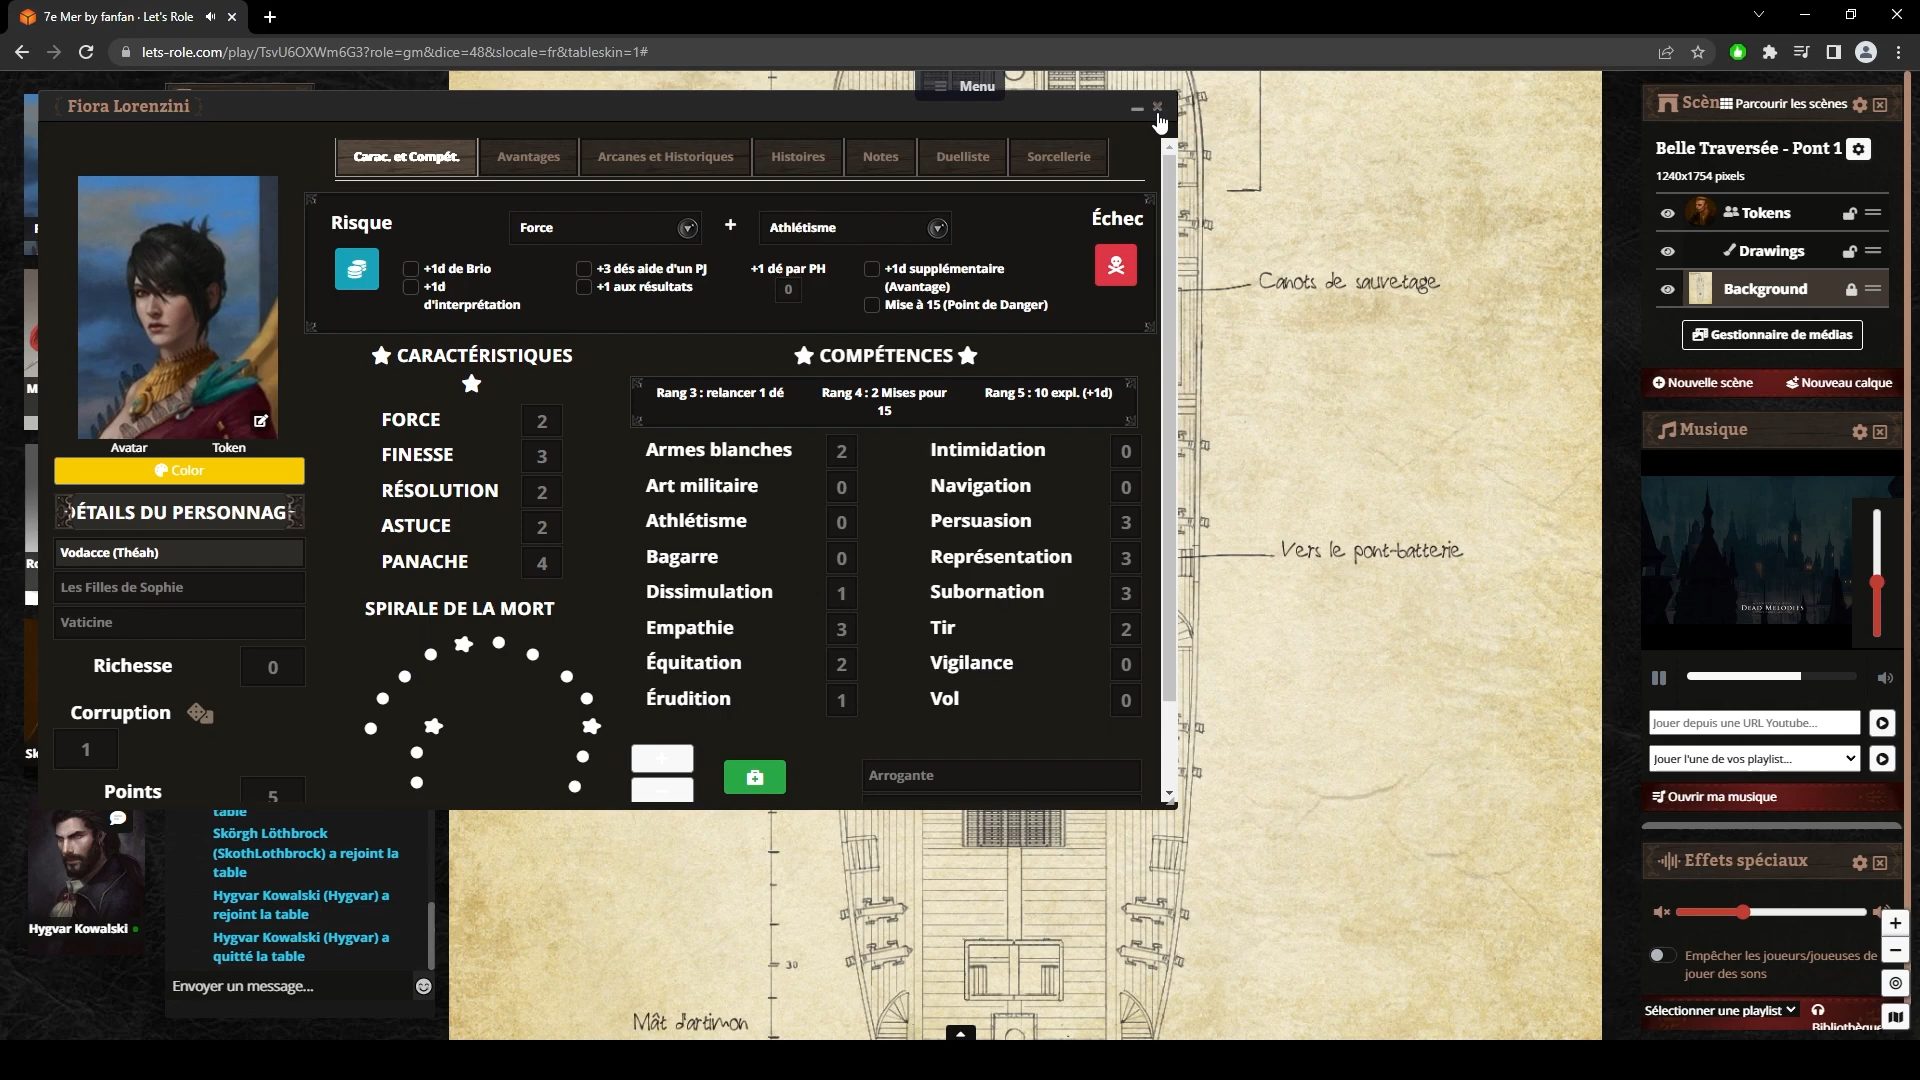 7e Mer by fanfan · Let's Role
lets-role.com/play/TsvU6OXWm6G3?role=gm&dice=48&slocale=fr&tableskin=1#
Menu
Fiora Lorenzini
Carac. et Compét.
Avantages
Arcanes et Historiques
Histoires
Notes
Duelliste
Sorcellerie
Risque
Force
+
Athlétisme
Échec
+1d de Brio
+1d
d'interprétation
+3 dés aide d'un PJ
+1 aux résultats
+1 dé par PH
0
+1d supplémentaire
(Avantage)
Mise à 15 (Point de Danger)
Avatar
Token
Color
DÉTAILS DU PERSONNAG
Vodacce (Théah)
Les Filles de Sophie
Vaticine
Richesse 0
Corruption
1
Points 5
CARACTÉRISTIQUES
FORCE 2
FINESSE 3
RÉSOLUTION 2
ASTUCE 2
PANACHE 4
SPIRALE DE LA MORT
COMPÉTENCES
Rang 3 : relancer 1 dé
Rang 4 : 2 Mises pour
15
Rang 5 : 10 expl. (+1d)
Armes blanches 2
Art militaire 0
Athlétisme 0
Bagarre 0
Dissimulation 1
Empathie 3
Équitation 2
Érudition 1
Intimidation 0
Navigation 0
Persuasion 3
Représentation 3
Subornation 3
Tir 2
Vigilance 0
Vol 0
Arrogante
Hygvar Kowalski
table
Skörgh Löthbrock
(SkothLothbrock) a rejoint la
table
Hygvar Kowalski (Hygvar) a
rejoint la table
Hygvar Kowalski (Hygvar) a
quitté la table
Envoyer un message...
Canots de sauvetage
Vers le pont-batterie
30
Mât d'artimon
Scèn
Parcourir les scènes
Belle Traversée - Pont 1
1240x1754 pixels
Tokens
Drawings
Background
Gestionnaire de médias
Nouvelle scène
Nouveau calque
Musique
DEAD MELODIES
Jouer depuis une URL Youtube...
Jouer l'une de vos playlist...
Ouvrir ma musique
Effets spéciaux
Empêcher les joueurs/joueuses de
jouer des sons
Sélectionner une playlist
Bibliothèque